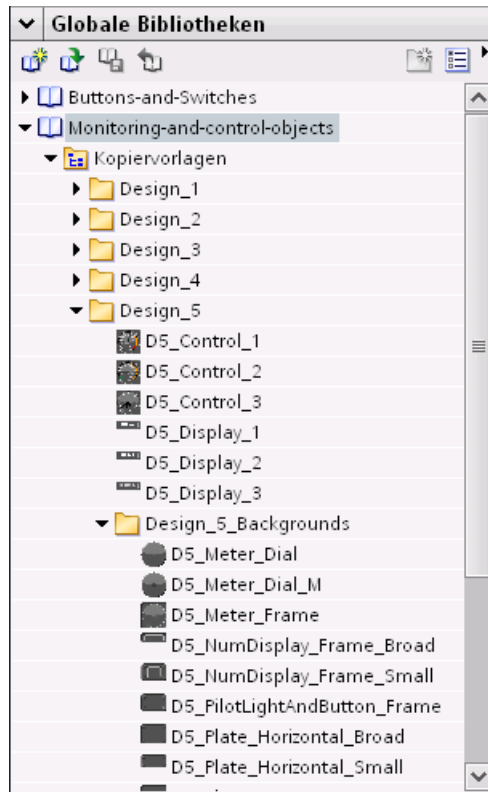 Globale Bibliotheken
Buttons-and-Switches
Monitoring-and-control-objects
Kopiervorlagen
Design_1
Design_2
Design_3
Design_4
Design_5
D5_Control_1
D5_Control_2
D5_Control_3
D5_Display_1
D5_Display_2
D5_Display_3
Design_5_Backgrounds
D5_Meter_Dial
D5_Meter_Dial_M
D5_Meter_Frame
D5_NumDisplay_Frame_Broad
D5_NumDisplay_Frame_Small
D5_PilotLightAndButton_Frame
D5_Plate_Horizontal_Broad
D5_Plate_Horizontal_Small